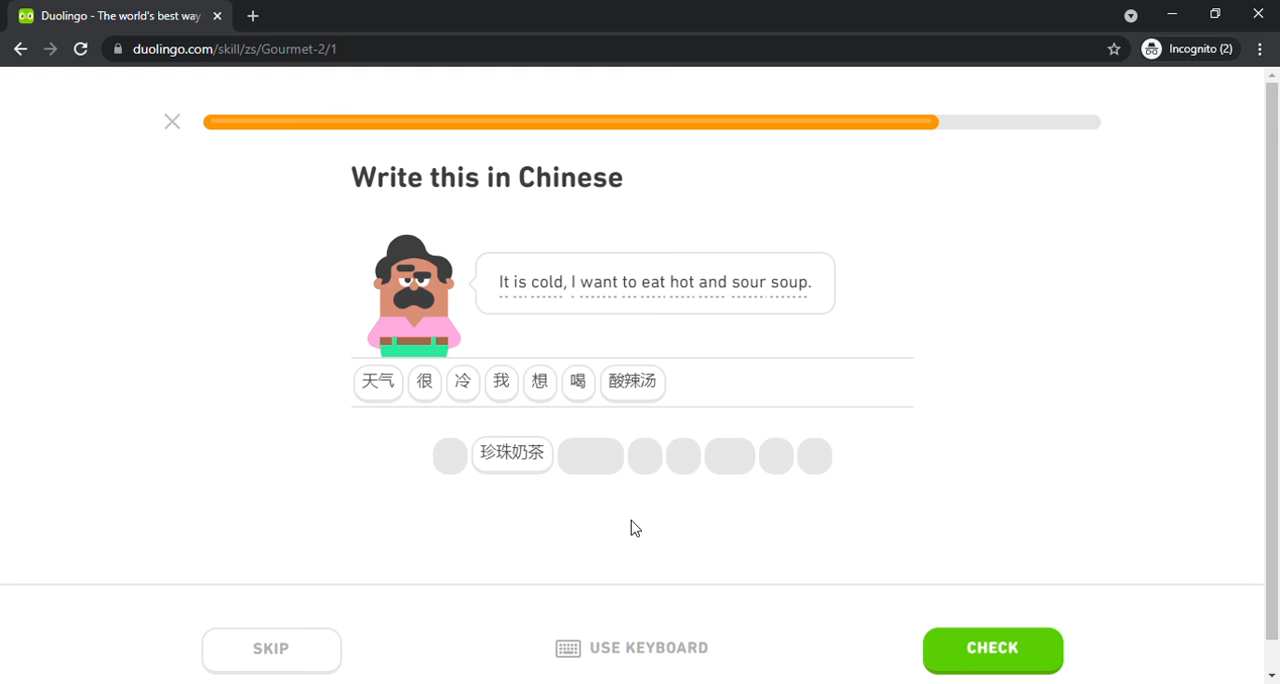 Duolingo - The world's best way
duolingo.com/skill/zs/Gourmet-2/1
Incognito (2)
Write this in Chinese
It is cold, I want to eat hot and sour soup.
天气 很 冷 我 想 喝 酸辣汤
珍珠奶茶
SKIP
USE KEYBOARD
CHECK